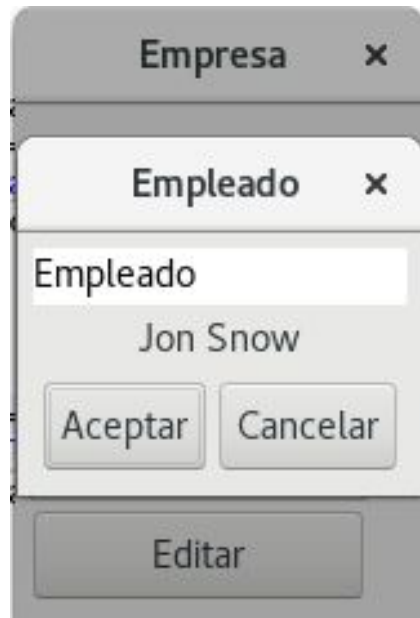 Empresa ×
Empleado ×
Empleado
Jon Snow
Aceptar Cancelar
Editar